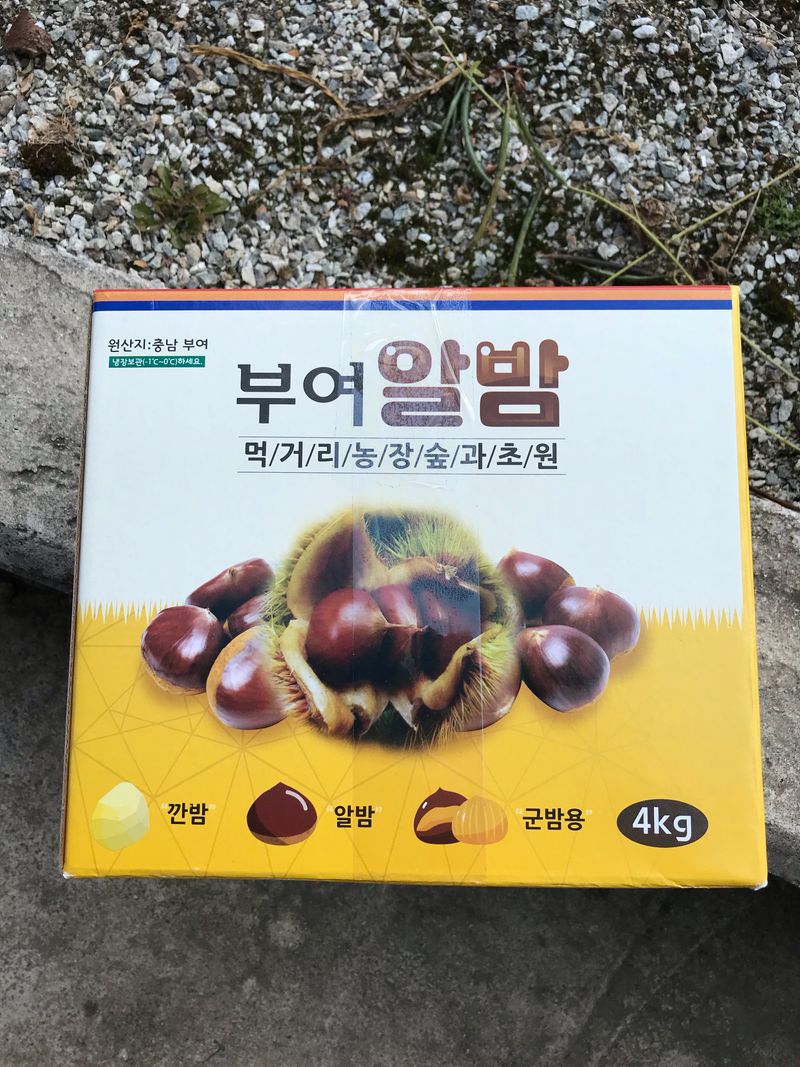 원산지:충남 부여
냉장보관(-1℃~0℃)하세요.
부여알밤
먹/거/리/농/장/숲/과/초/원
"깐밤" "알밤" "군밤용" 4kg